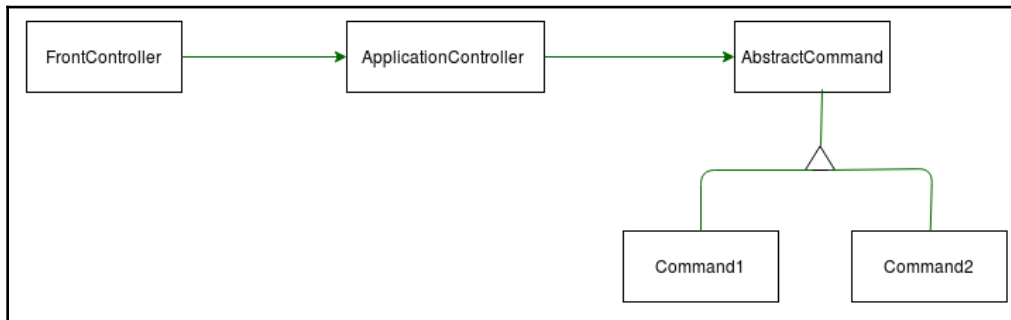 FrontController
ApplicationController
AbstractCommand
Command1
Command2